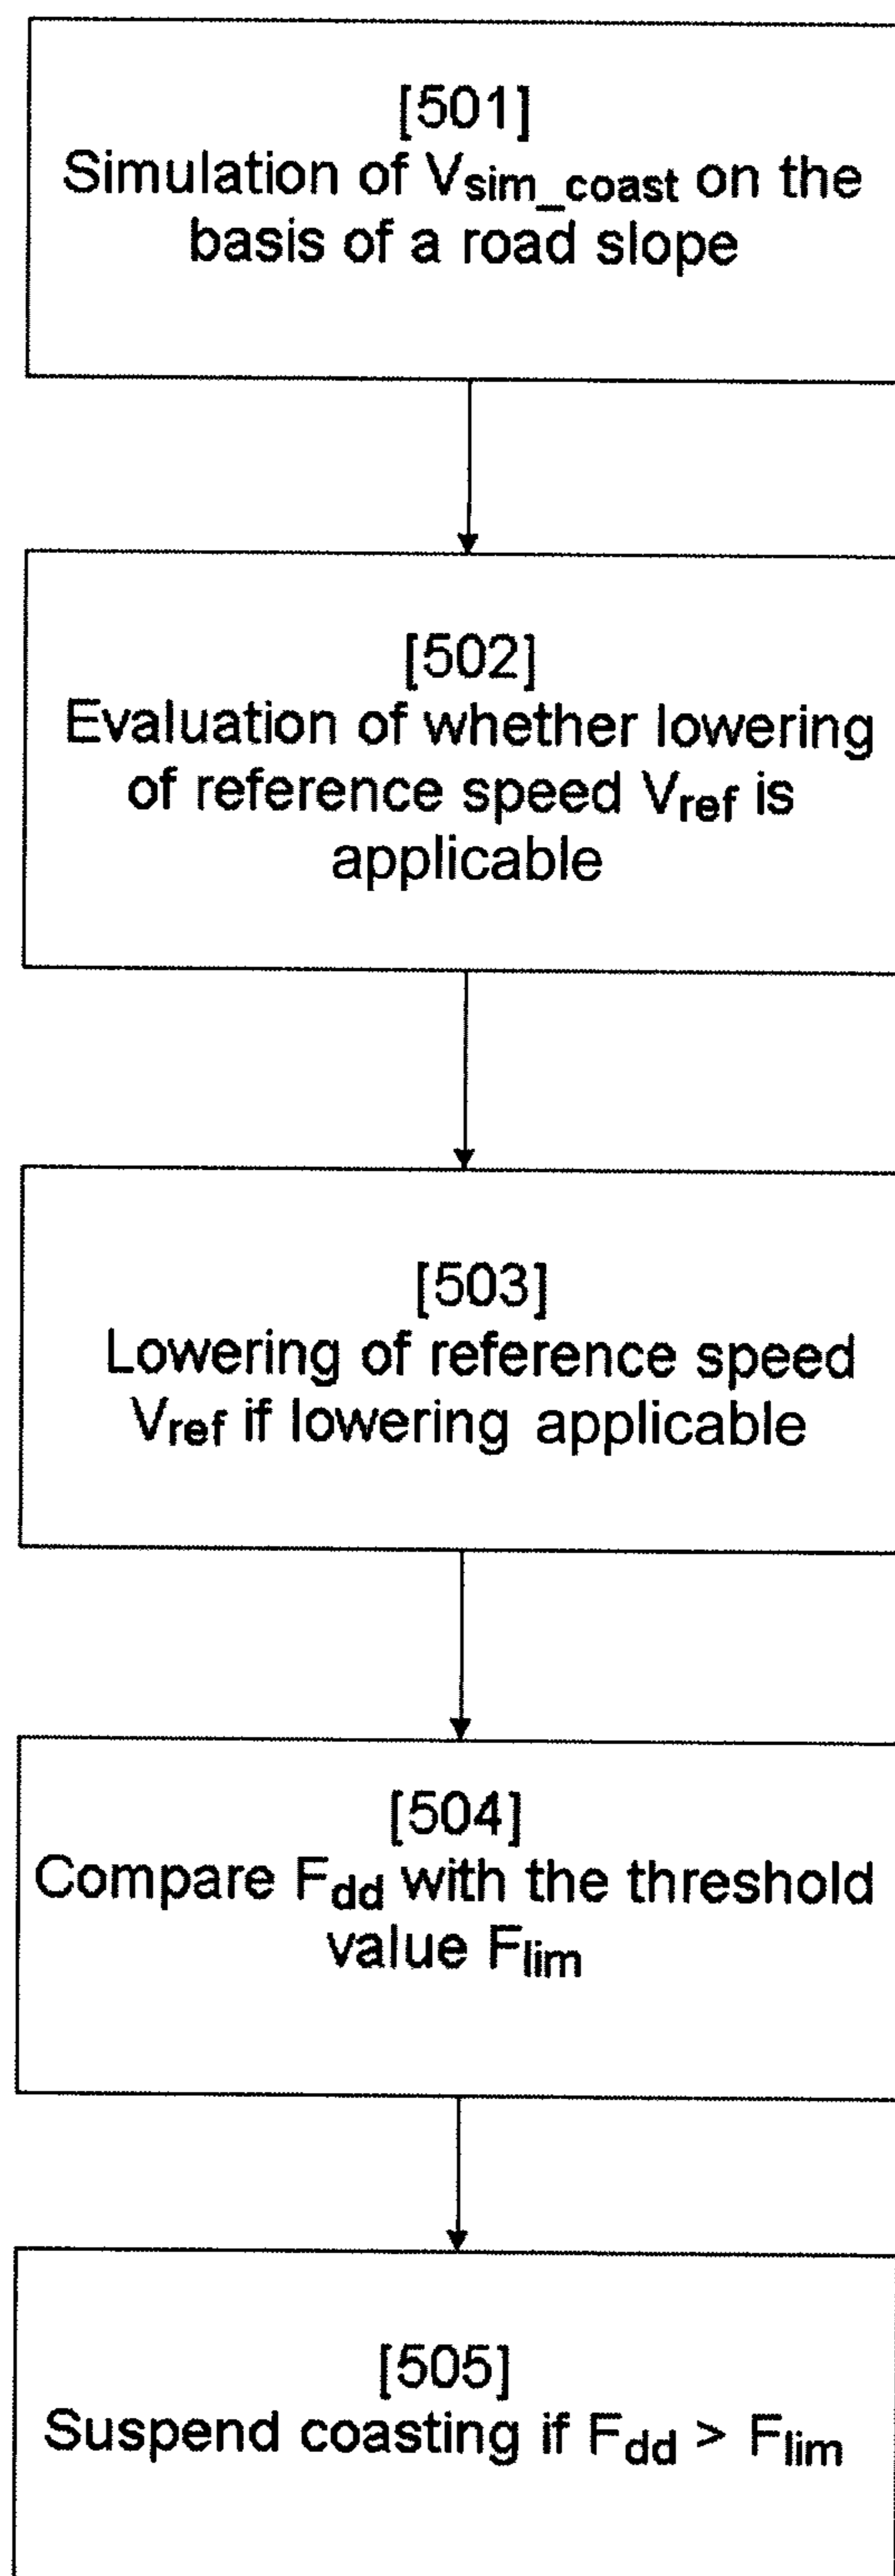 [501]
Simulation of Vsim_coast on the
basis of a road slope
[502]
Evaluation of whether lowering
of reference speed Vref is
applicable
[503]
Lowering of reference speed
Vref if lowering applicable
[504]
Compare Fdd with the threshold
value Flim
[505]
Suspend coasting if Fdd > Flim